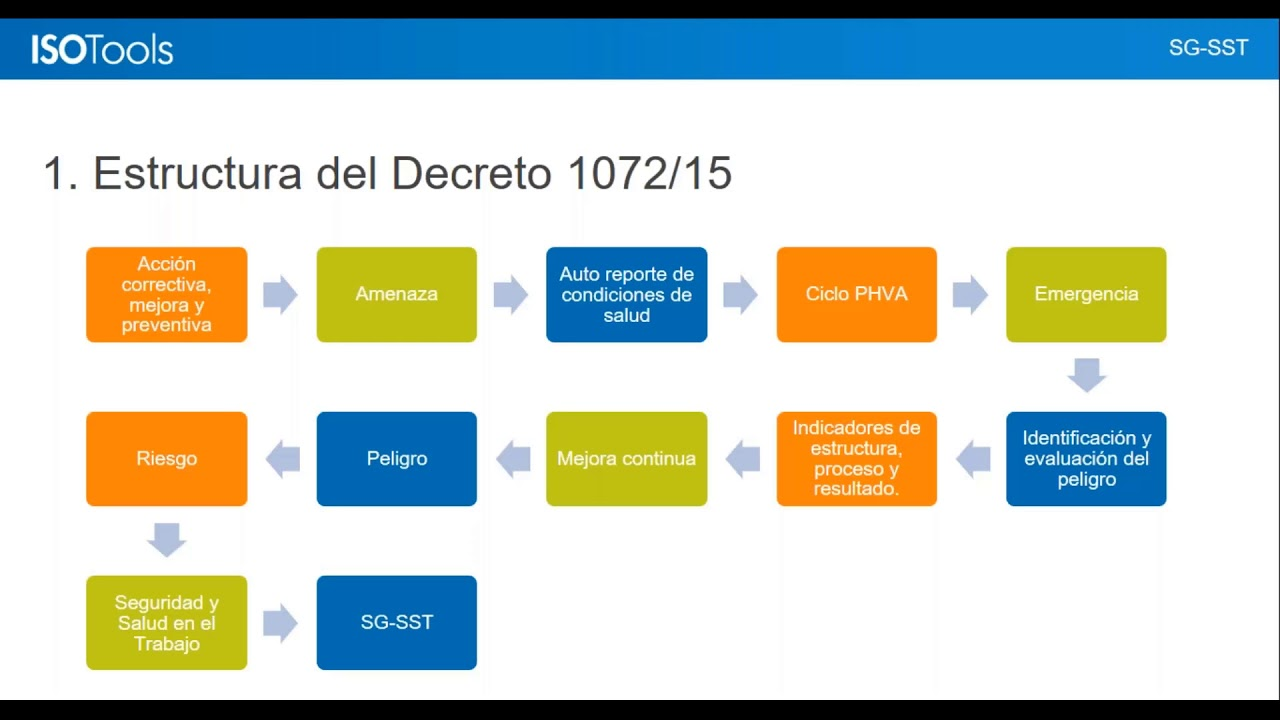 ISOTools
SG-SST
1. Estructura del Decreto 1072/15
Acción
correctiva,
mejora y
preventiva
Amenaza
Auto reporte de
condiciones de
salud
Ciclo PHVA
Emergencia
Identificación y
evaluación del
peligro
Indicadores de
estructura,
proceso y
resultado.
Mejora continua
Peligro
Riesgo
Seguridad y
Salud en el
Trabajo
SG-SST